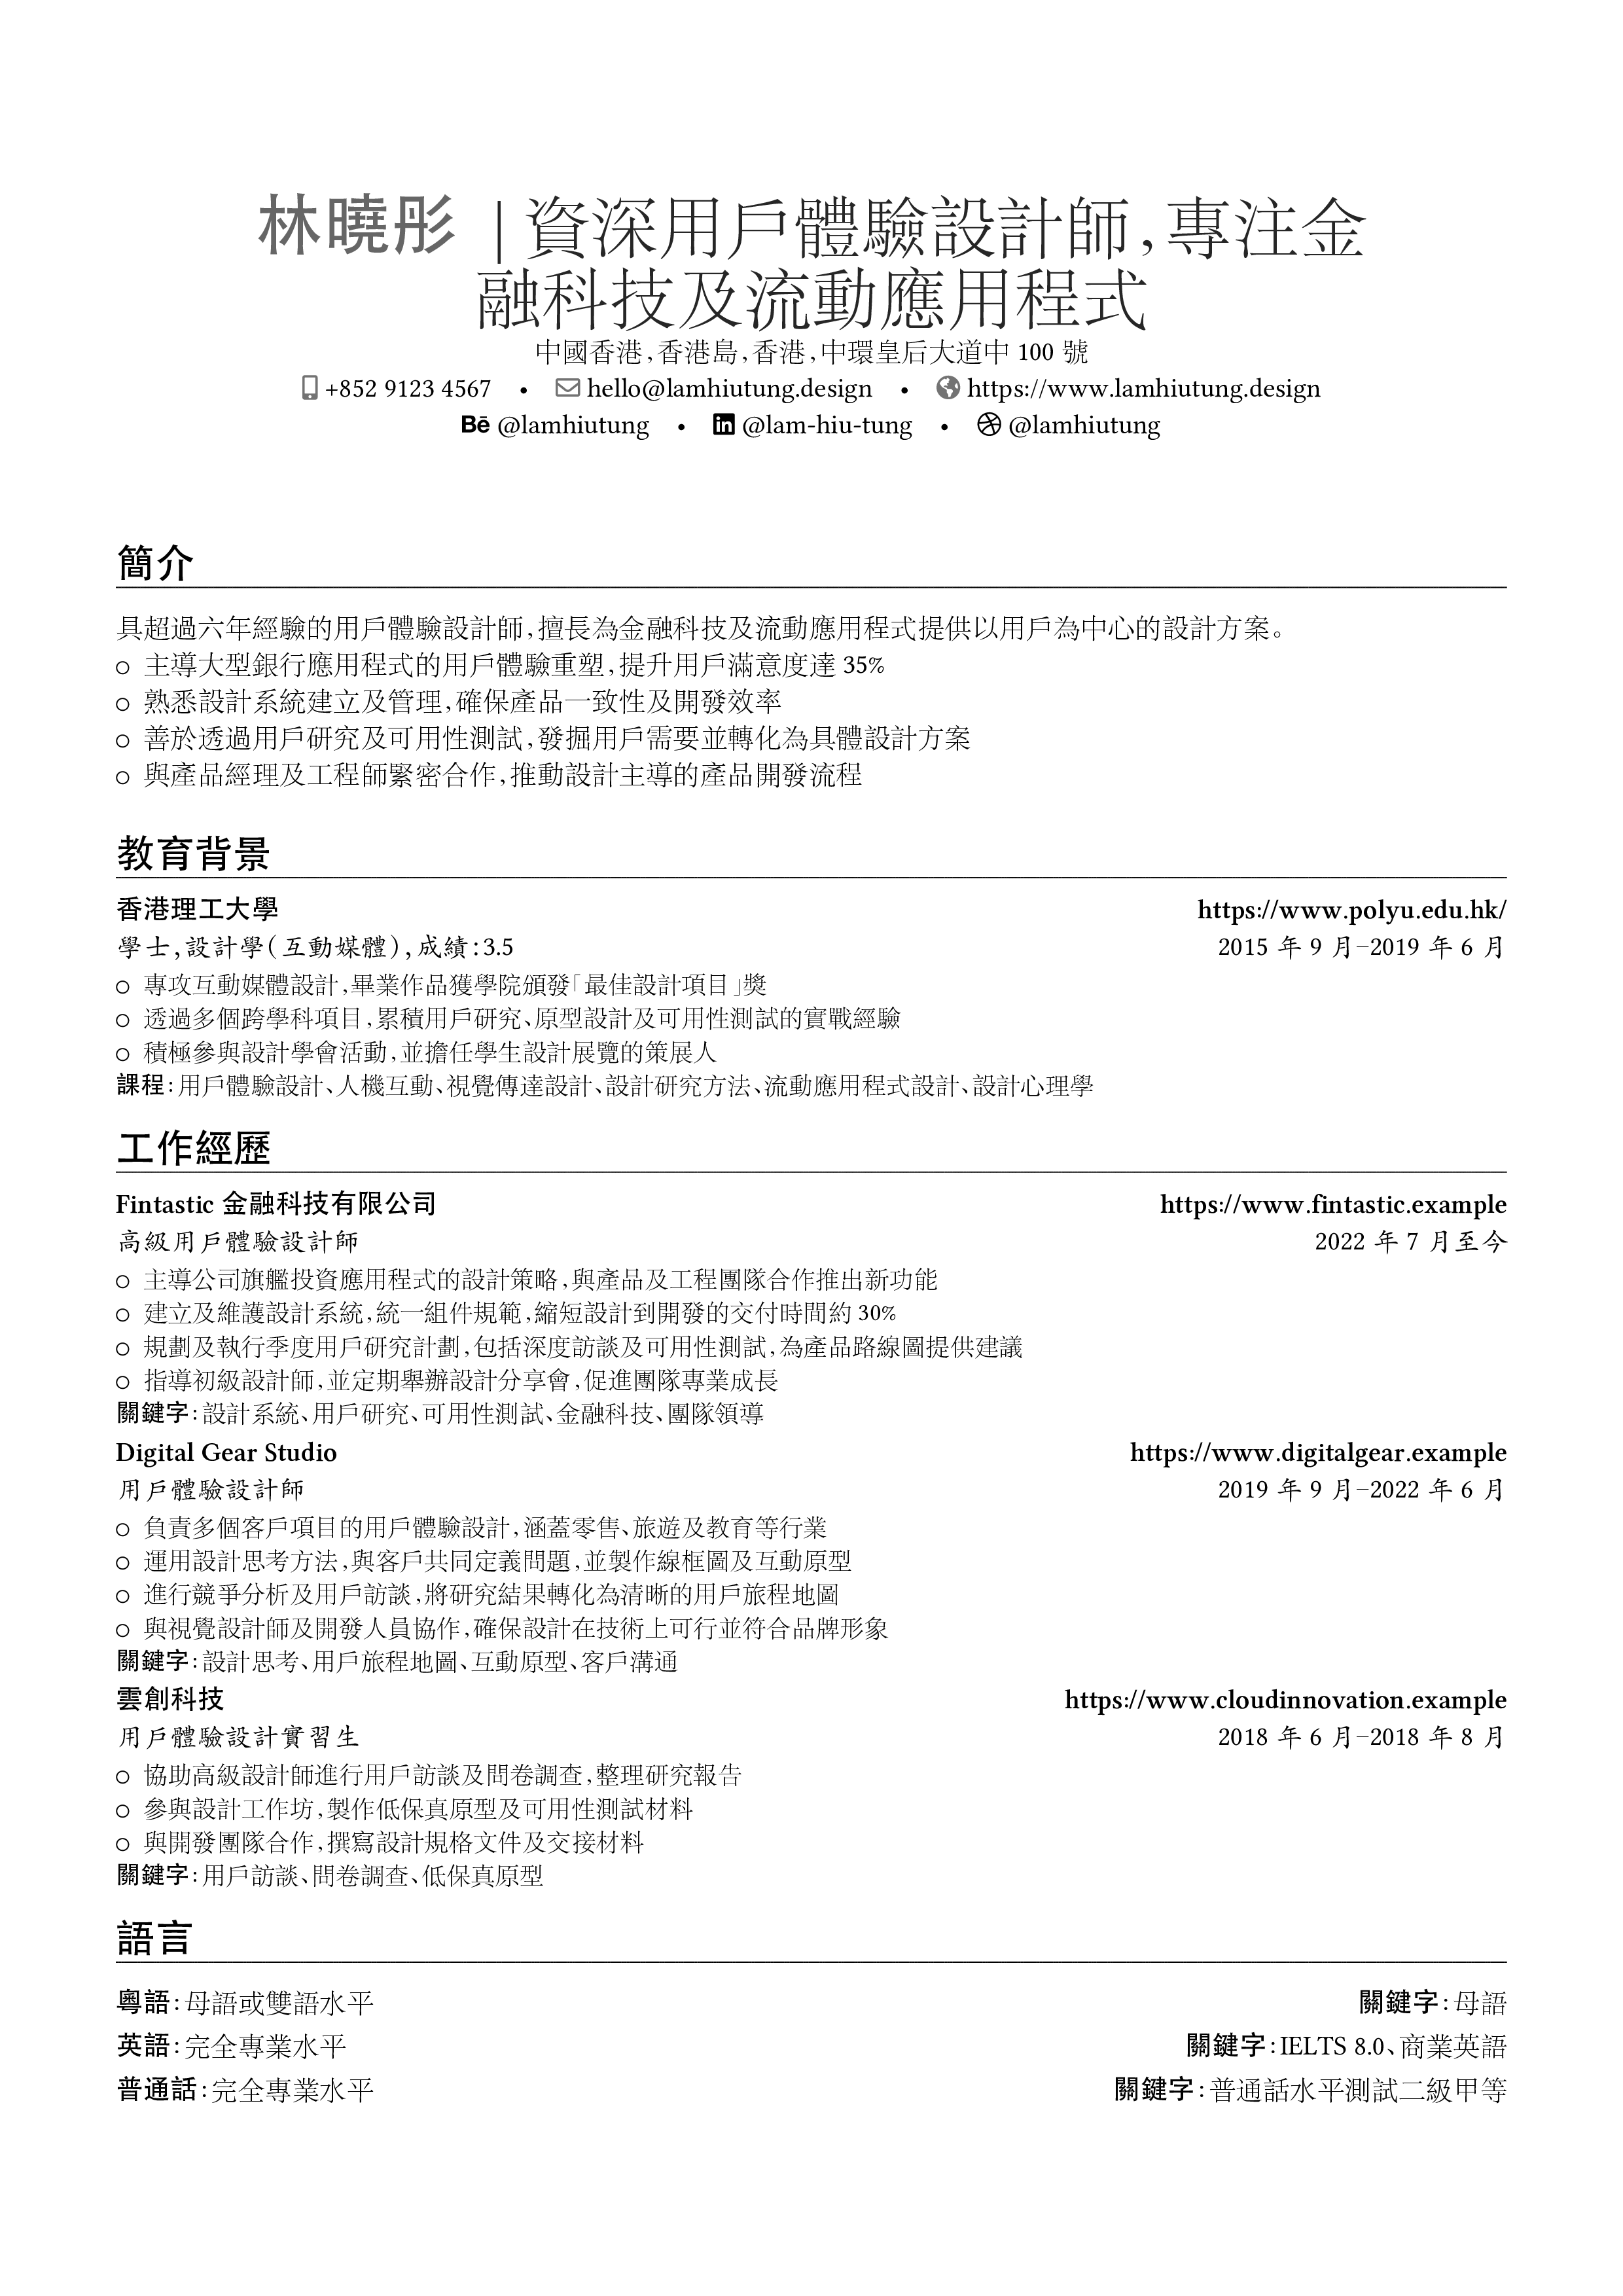 林曉彤 | 資深用戶體驗設計師,專注金
融科技及流動應用程式
中國香港,香港島,香港,中環皇后大道中 100 號
+852 9123 4567 • hello@lamhiutung.design • https://www.lamhiutung.design
Bē @lamhiutung • in @lam-hiu-tung • @lamhiutung
簡介
具超過六年經驗的用戶體驗設計師,擅長為金融科技及流動應用程式提供以用戶為中心的設計方案。
○ 主導大型銀行應用程式的用戶體驗重塑,提升用戶滿意度達 35%
○ 熟悉設計系統建立及管理,確保產品一致性及開發效率
○ 善於透過用戶研究及可用性測試,發掘用戶需要並轉化為具體設計方案
○ 與產品經理及工程師緊密合作,推動設計主導的產品開發流程
教育背景
香港理工大學 https://www.polyu.edu.hk/
學士,設計學(互動媒體),成績:3.5 2015 年 9 月–2019 年 6 月
○ 專攻互動媒體設計,畢業作品獲學院頒發「最佳設計項目」獎
○ 透過多個跨學科項目,累積用戶研究、原型設計及可用性測試的實戰經驗
○ 積極參與設計學會活動,並擔任學生設計展覽的策展人
課程:用戶體驗設計、人機互動、視覺傳達設計、設計研究方法、流動應用程式設計、設計心理學
工作經歷
Fintastic 金融科技有限公司 https://www.fintastic.example
高級用戶體驗設計師 2022 年 7 月至今
○ 主導公司旗艦投資應用程式的設計策略,與產品及工程團隊合作推出新功能
○ 建立及維護設計系統,統一組件規範,縮短設計到開發的交付時間約 30%
○ 規劃及執行季度用戶研究計劃,包括深度訪談及可用性測試,為產品路線圖提供建議
○ 指導初級設計師,並定期舉辦設計分享會,促進團隊專業成長
關鍵字:設計系統、用戶研究、可用性測試、金融科技、團隊領導
Digital Gear Studio https://www.digitalgear.example
用戶體驗設計師 2019 年 9 月–2022 年 6 月
○ 負責多個客戶項目的用戶體驗設計,涵蓋零售、旅遊及教育等行業
○ 運用設計思考方法,與客戶共同定義問題,並製作線框圖及互動原型
○ 進行競爭分析及用戶訪談,將研究結果轉化為清晰的用戶旅程地圖
○ 與視覺設計師及開發人員協作,確保設計在技術上可行並符合品牌形象
關鍵字:設計思考、用戶旅程地圖、互動原型、客戶溝通
雲創科技 https://www.cloudinnovation.example
用戶體驗設計實習生 2018 年 6 月–2018 年 8 月
○ 協助高級設計師進行用戶訪談及問卷調查,整理研究報告
○ 參與設計工作坊,製作低保真原型及可用性測試材料
○ 與開發團隊合作,撰寫設計規格文件及交接材料
關鍵字:用戶訪談、問卷調查、低保真原型
語言
粵語:母語或雙語水平 關鍵字:母語
英語:完全專業水平 關鍵字:IELTS 8.0、商業英語
普通話:完全專業水平 關鍵字:普通話水平測試二級甲等